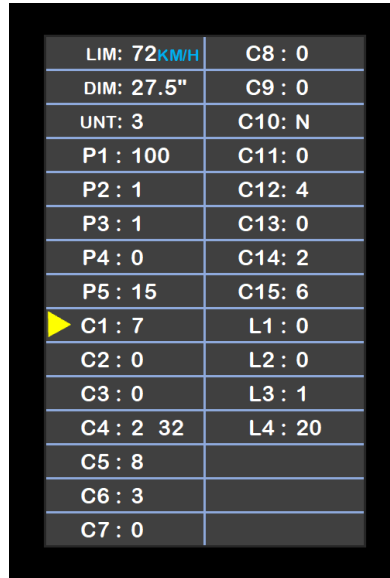 LIM: 72KM/H
DIM: 27.5"
UNT: 3
P1 : 100
P2 : 1
P3 : 1
P4 : 0
P5 : 15
C1 : 7
C2 : 0
C3 : 0
C4 : 2 32
C5 : 8
C6 : 3
C7 : 0
C8 : 0
C9 : 0
C10: N
C11: 0
C12: 4
C13: 0
C14: 2
C15: 6
L1 : 0
L2 : 0
L3 : 1
L4 : 20